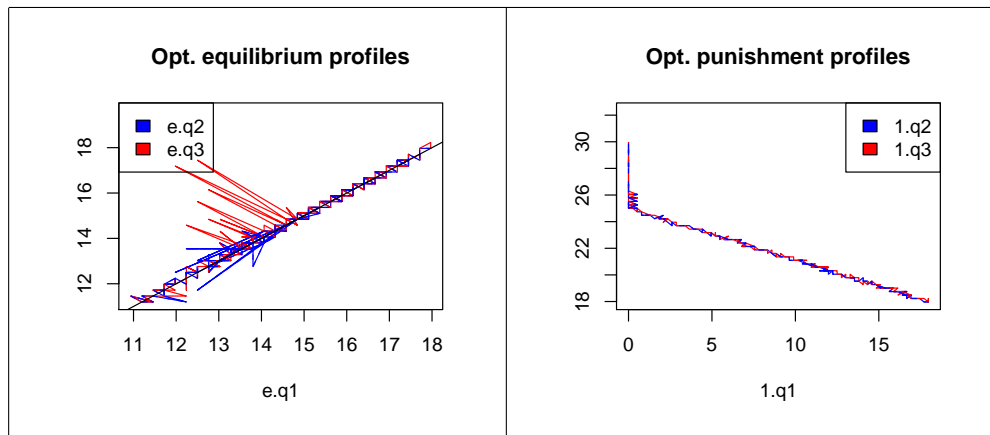 Opt. equilibrium profiles
e.q2
e.q3
12 14 16 18
11 12 13 14 15 16 17 18
e.q1
Opt. punishment profiles
1.q2
1.q3
18 22 26 30
0 5 10 15
1.q1